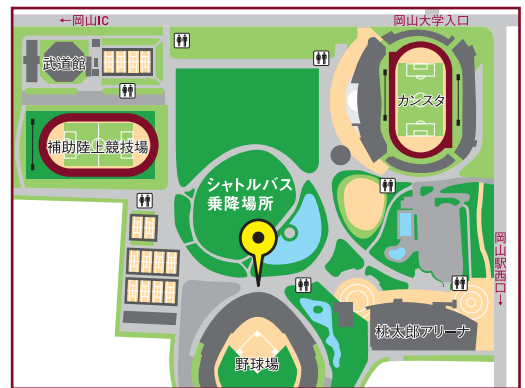 ←岡山IC
岡山大学入口
武道館
カンスタ
補助陸上競技場
シャトルバス
乗降場所
岡山駅西口→
桃太郎アリーナ
野球場